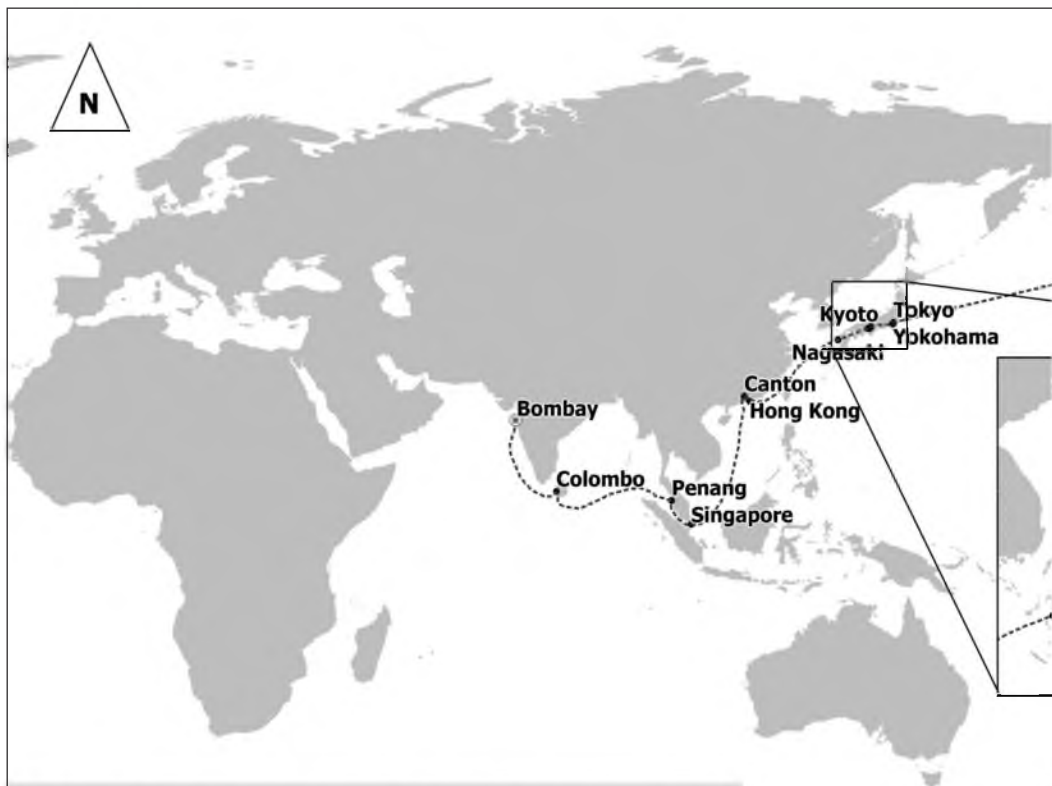 N
Kyoto
Tokyo
Yokohama
Nagasaki
Canton
Hong Kong
Bombay
Colombo
Penang
Singapore